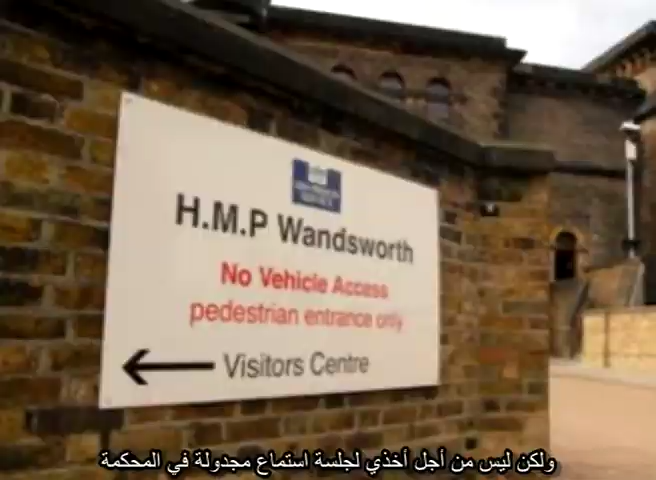 H.M.P Wandsworth
No Vehicle Access
pedestrian entrance only
Visitors Centre
ولكن ليس من أجل أخذي لجلسة استماع مجدولة في المحكمة